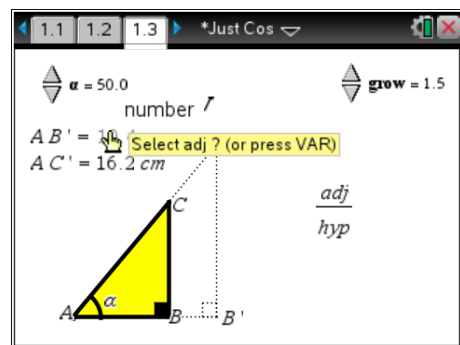 1.1 1.2 1.3 *Just Cos
α = 50.0
grow = 1.5
number
A B' =
Select adj ? (or press VAR)
A C' = 16.2 cm
adj
hyp
C
A
α
B
B'